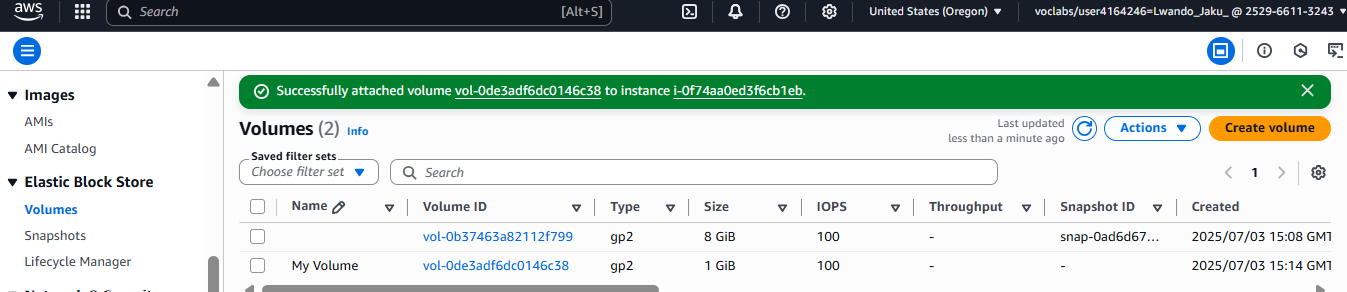 aws
Search [Alt+S] United States (Oregon) voclabs/user4164246=Lwando_Jaku_ @ 2529-6611-3243
Images
AMIs
AMI Catalog
Elastic Block Store
Volumes
Snapshots
Lifecycle Manager
Successfully attached volume vol-0de3adf6dc0146c38 to instance i-0f74aa0ed3f6cb1eb.
Volumes (2) Info
Last updated
less than a minute ago
Actions
Create volume
Saved filter sets
Choose filter set
Search
1
Name Volume ID Type Size IOPS Throughput Snapshot ID Created
vol-0b37463a82112f799 gp2 8 GiB 100 - snap-0ad6d67... 2025/07/03 15:08 GMT
My Volume vol-0de3adf6dc0146c38 gp2 1 GiB 100 - - 2025/07/03 15:14 GMT